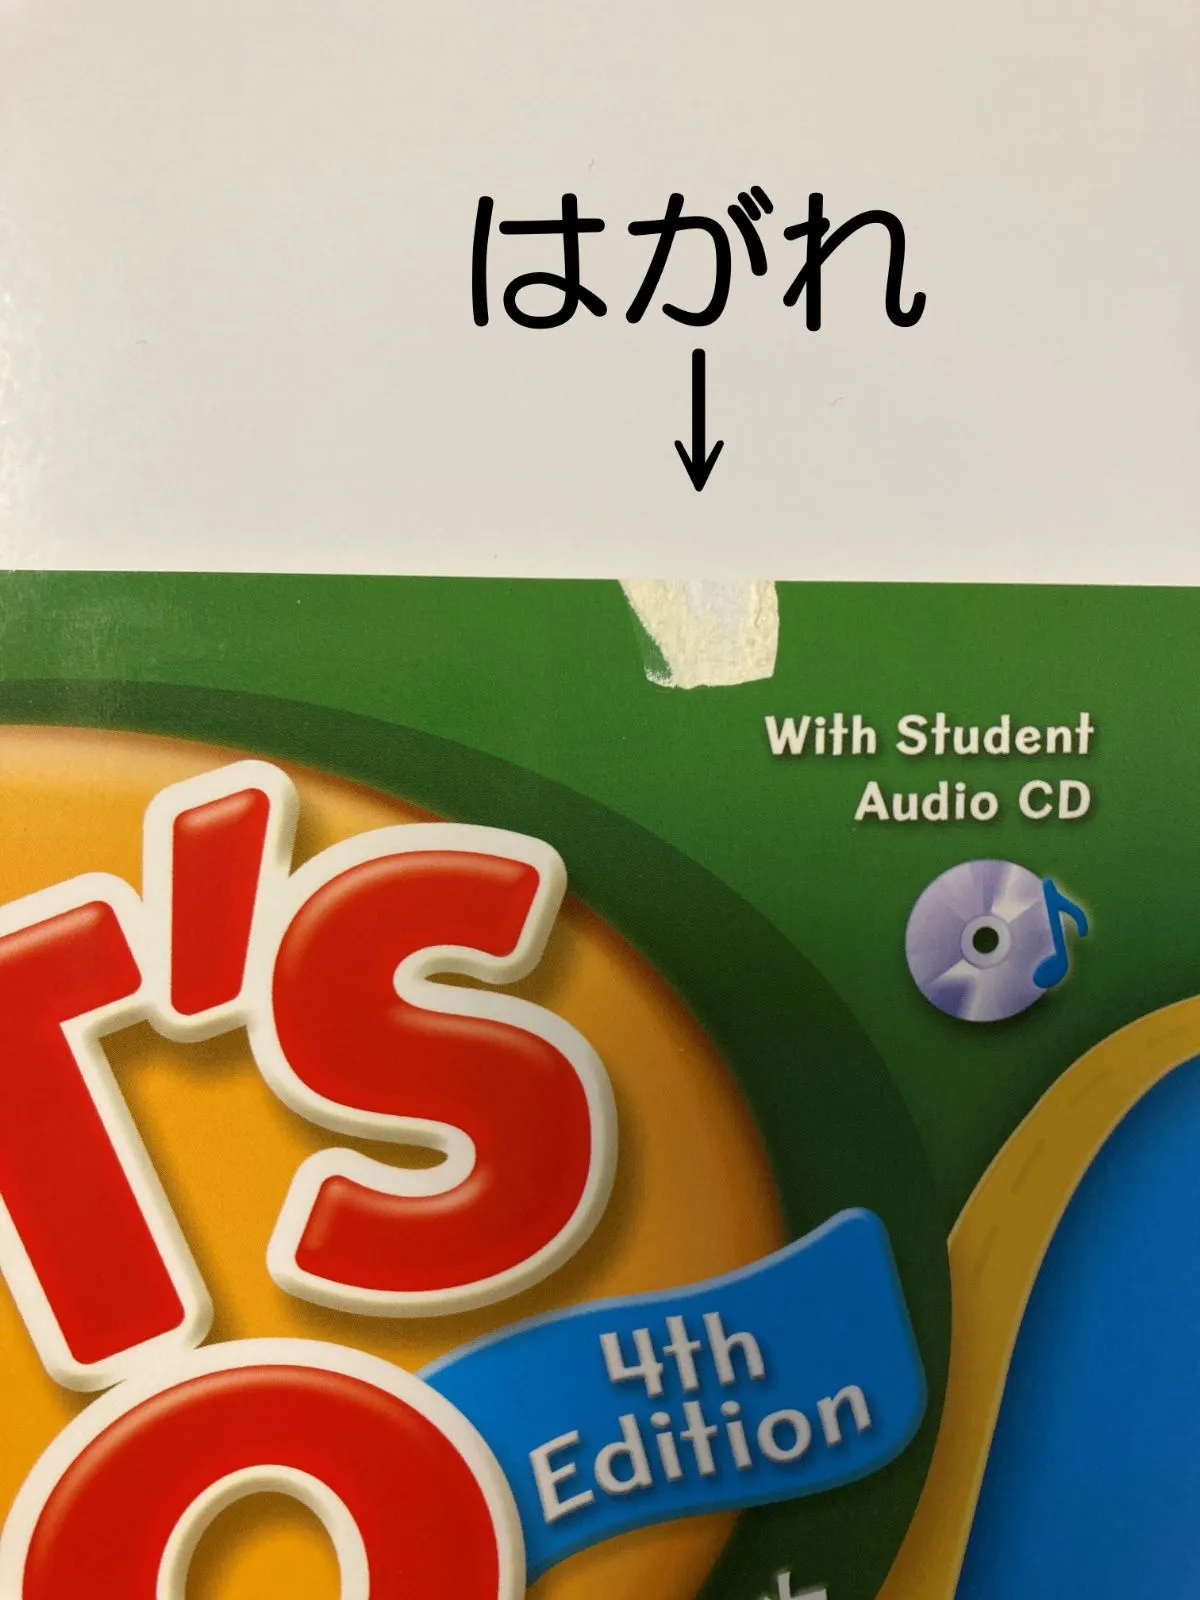 はがれ
↓
With Student
Audio CD
T'S
4th
Edition